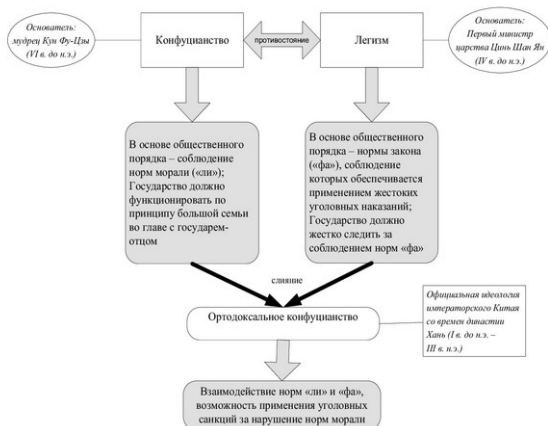 Основатель:
мудрец Кун Фу-Цзы
(VI в. до н.э.)
Конфуцианство
противостояние
Легизм
Основатель:
Первый министр
царства Цинь Шан Ян
(IV в. до н.э.)
В основе общественного
порядка – соблюдение
норм морали («ли»);
Государство должно
функционировать по
принципу большой семьи
во главе с государем-
отцом
В основе общественного
порядка – нормы закона
(«фа»), соблюдение
которых обеспечивается
применением жестоких
уголовных наказаний;
Государство должно
жестко следить за
соблюдением норм «фа»
слияние
Ортодоксальное конфуцианство
Официальная идеология
императорского Китая
со времен династии
Хань (I в. до н.э. –
III в. н.э.)
Взаимодействие норм «ли» и «фа»,
возможность применения уголовных
санкций за нарушение норм морали